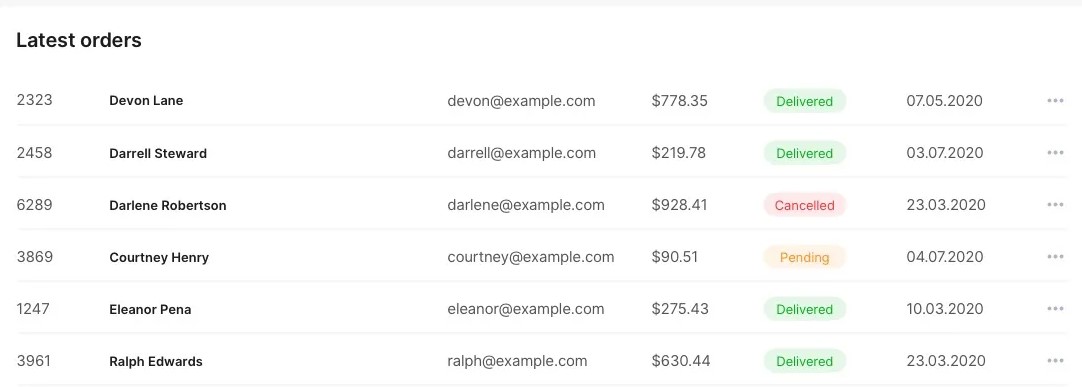 Latest orders
2323 Devon Lane devon@example.com $778.35 Delivered 07.05.2020
2458 Darrell Steward darrell@example.com $219.78 Delivered 03.07.2020
6289 Darlene Robertson darlene@example.com $928.41 Cancelled 23.03.2020
3869 Courtney Henry courtney@example.com $90.51 Pending 04.07.2020
1247 Eleanor Pena eleanor@example.com $275.43 Delivered 10.03.2020
3961 Ralph Edwards ralph@example.com $630.44 Delivered 23.03.2020